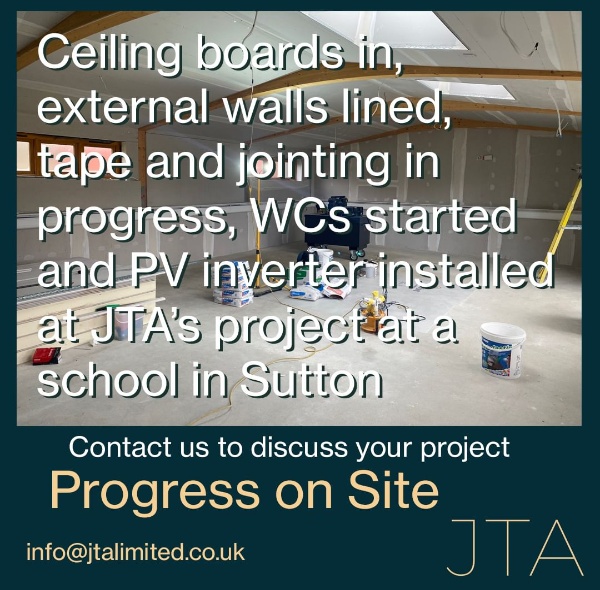 Ceiling boards in,
external walls lined,
tape and jointing in
progress, WCs started
and PV inverter installed
at JTA's project at a
school in Sutton
Contact us to discuss your project
Progress on Site
info@jtalimited.co.uk
JTA